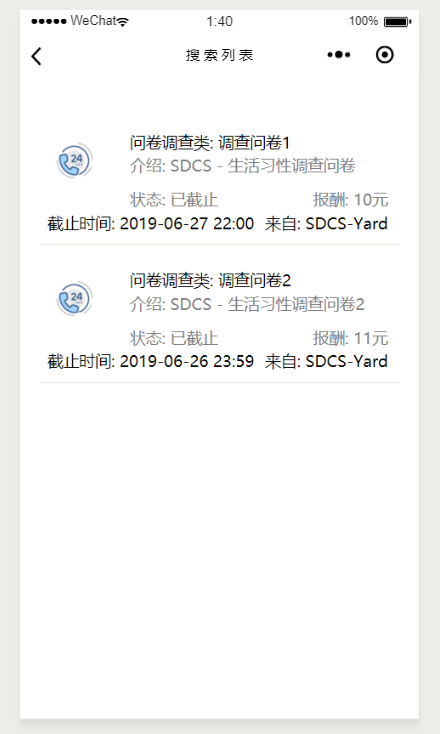 WeChat 1:40 100%
搜索列表
24
问卷调查类: 调查问卷1
介绍: SDCS - 生活习性调查问卷
状态: 已截止 报酬: 10元
截止时间: 2019-06-27 22:00 来自: SDCS-Yard
24
问卷调查类: 调查问卷2
介绍: SDCS - 生活习性调查问卷2
状态: 已截止 报酬: 11元
截止时间: 2019-06-26 23:59 来自: SDCS-Yard